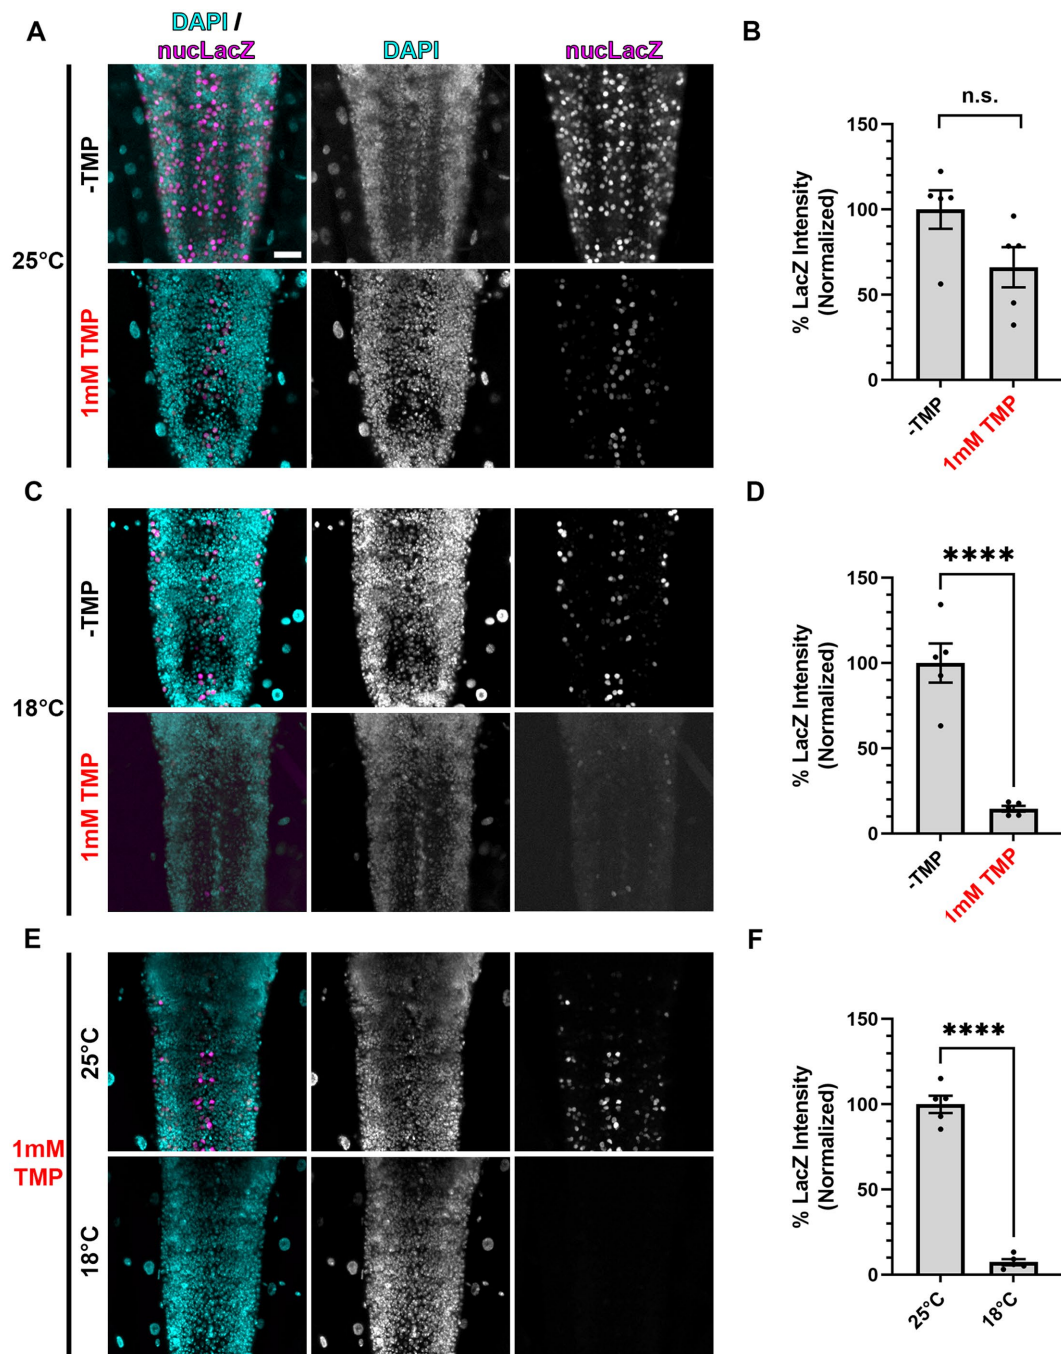 A
DAPI /
nucLacZ
DAPI
nucLacZ
25°C
-TMP
1mM TMP
B
n.s.
% LacZ Intensity
(Normalized)
150
100
50
0
-TMP
1mM TMP
C
18°C
-TMP
1mM TMP
D
****
% LacZ Intensity
(Normalized)
150
100
50
0
-TMP
1mM TMP
E
1mM
TMP
25°C
18°C
F
****
% LacZ Intensity
(Normalized)
150
100
50
0
25°C
18°C